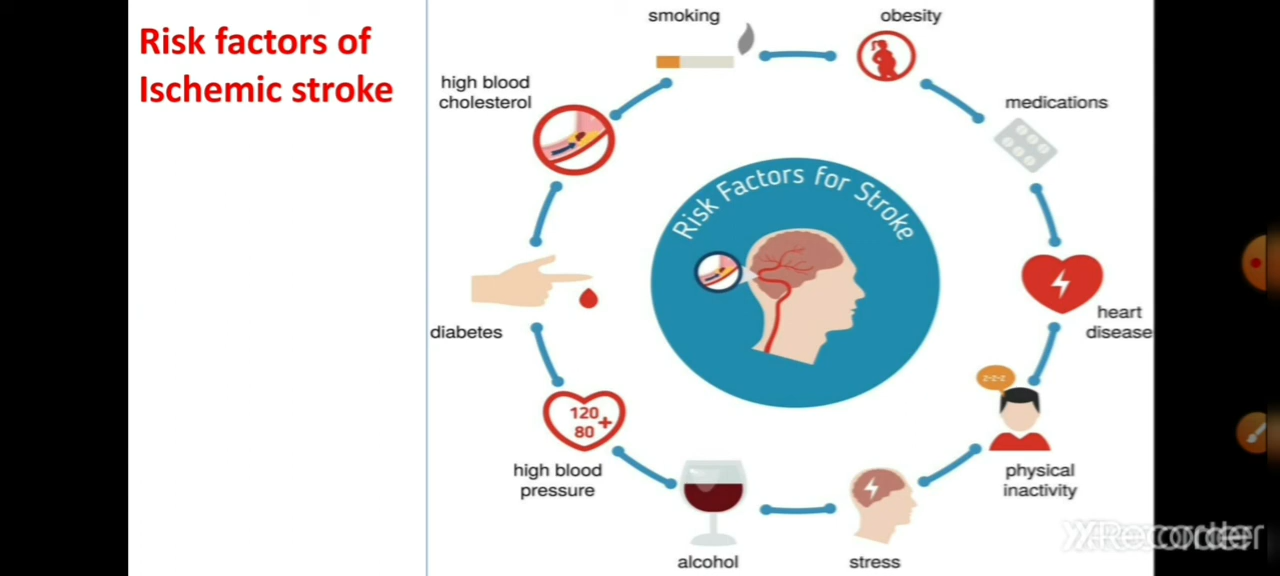 Risk factors of
Ischemic stroke
smoking
obesity
high blood
cholesterol
medications
Risk Factors for Stroke
diabetes
heart
disease
z-z-z
120
80
+
high blood
pressure
physical
inactivity
alcohol
stress
XRecorder